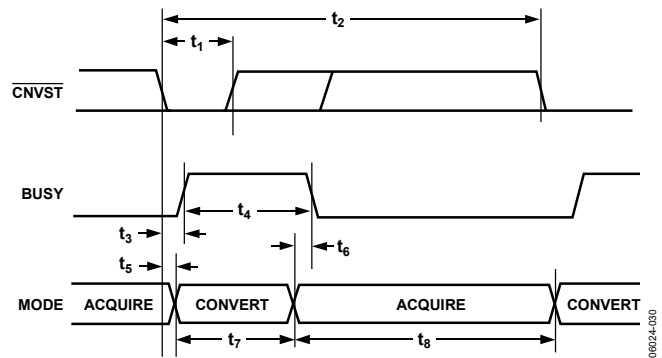 t2
t1
CNVST
BUSY
t4
t3
t6
t5
MODE ACQUIRE CONVERT ACQUIRE CONVERT
t7 t8
06024-030